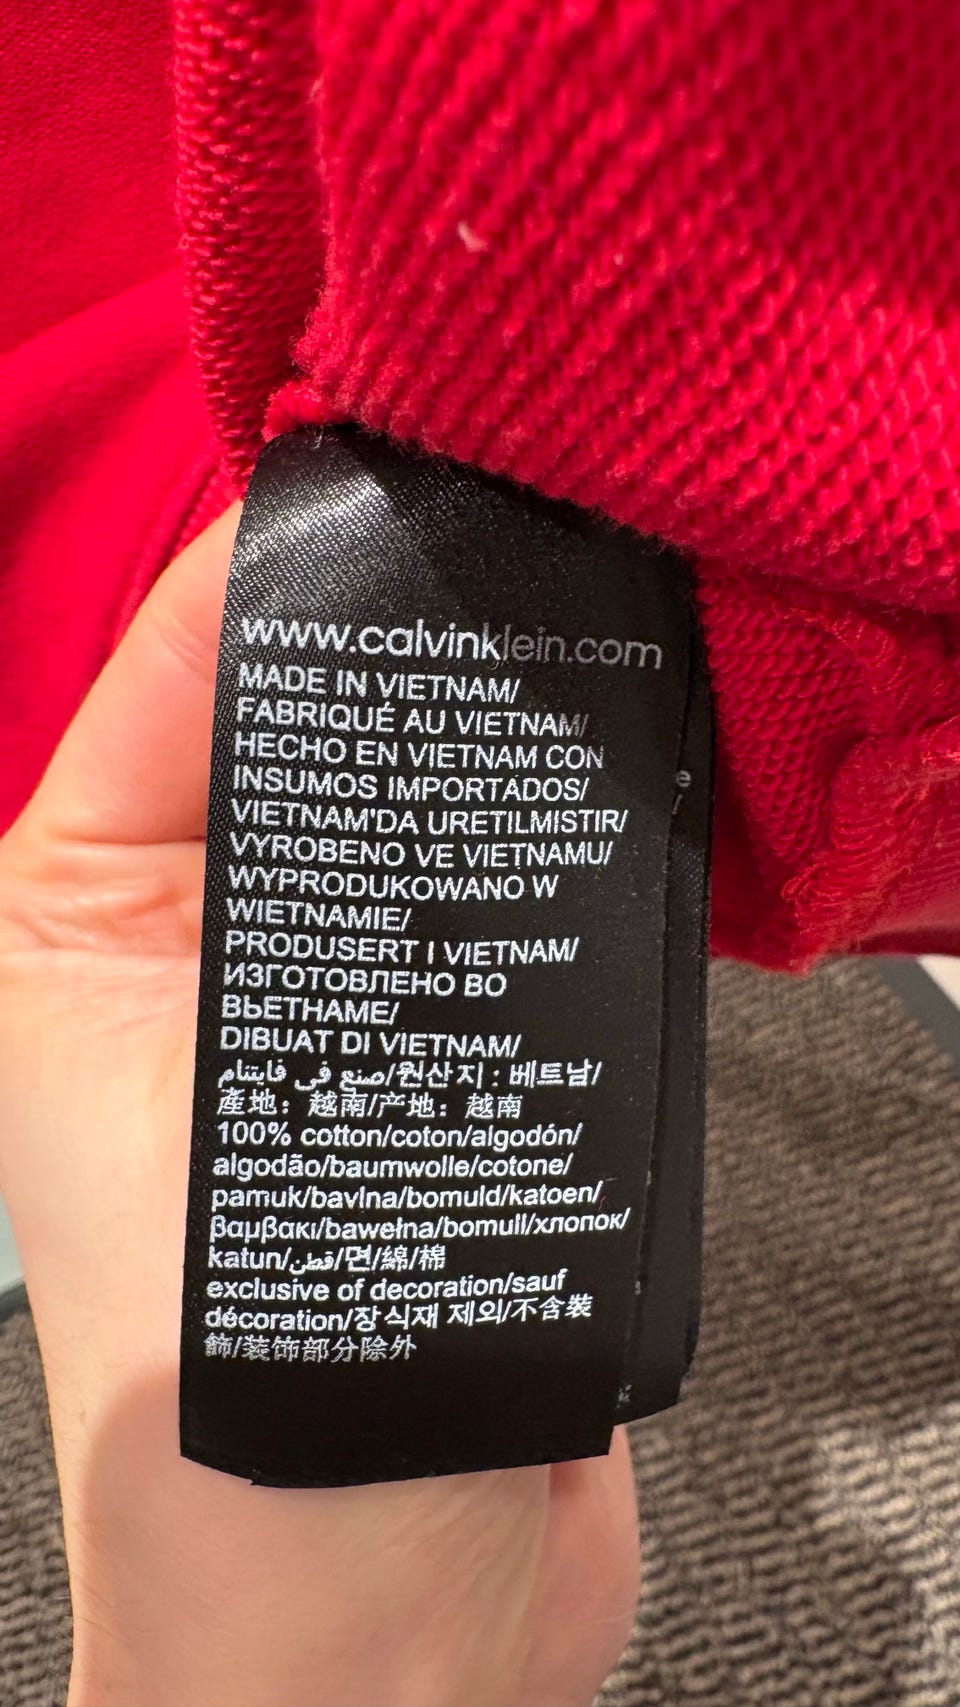 www.calvinklein.com
MADE IN VIETNAM/
FABRIQUÉ AU VIETNAM/
HECHO EN VIETNAM CON
INSUMOS IMPORTADOS/
VIETNAM'DA URETILMISTIR/
VYROBENO VE VIETNAMU/
WYPRODUKOWANO W
WIETNAMIE/
PRODUSERT I VIETNAM/
ИЗГОТОВЛЕНО ВО
ВЬЕТНАМЕ/
DIBUAT DI VIETNAM/
صنع في فايتنام/원산지 : 베트남/
產地：越南/产地：越南
100% cotton/coton/algodón/
algodão/baumwolle/cotone/
pamuk/bavlna/bomuld/katoen/
βαμβακι/bawełna/bomull/хлопок/
katun/قطن/면/綿/棉
exclusive of decoration/sauf
décoration/장식재 제외/不含裝
飾/装饰部分除外